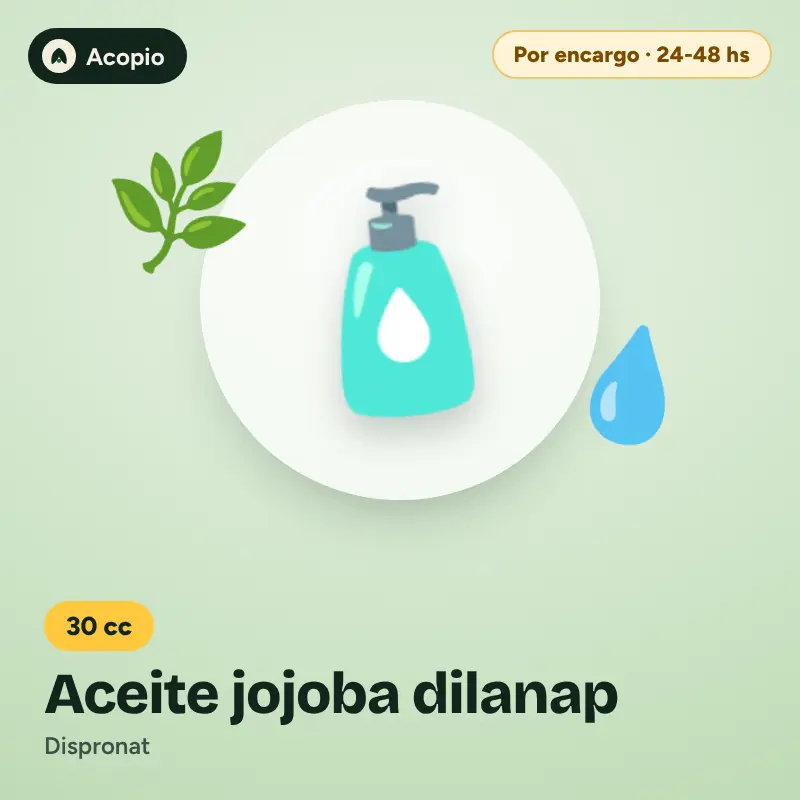 Acopio
Por encargo · 24-48 hs
30 cc
Aceite jojoba dilanap
Dispronat